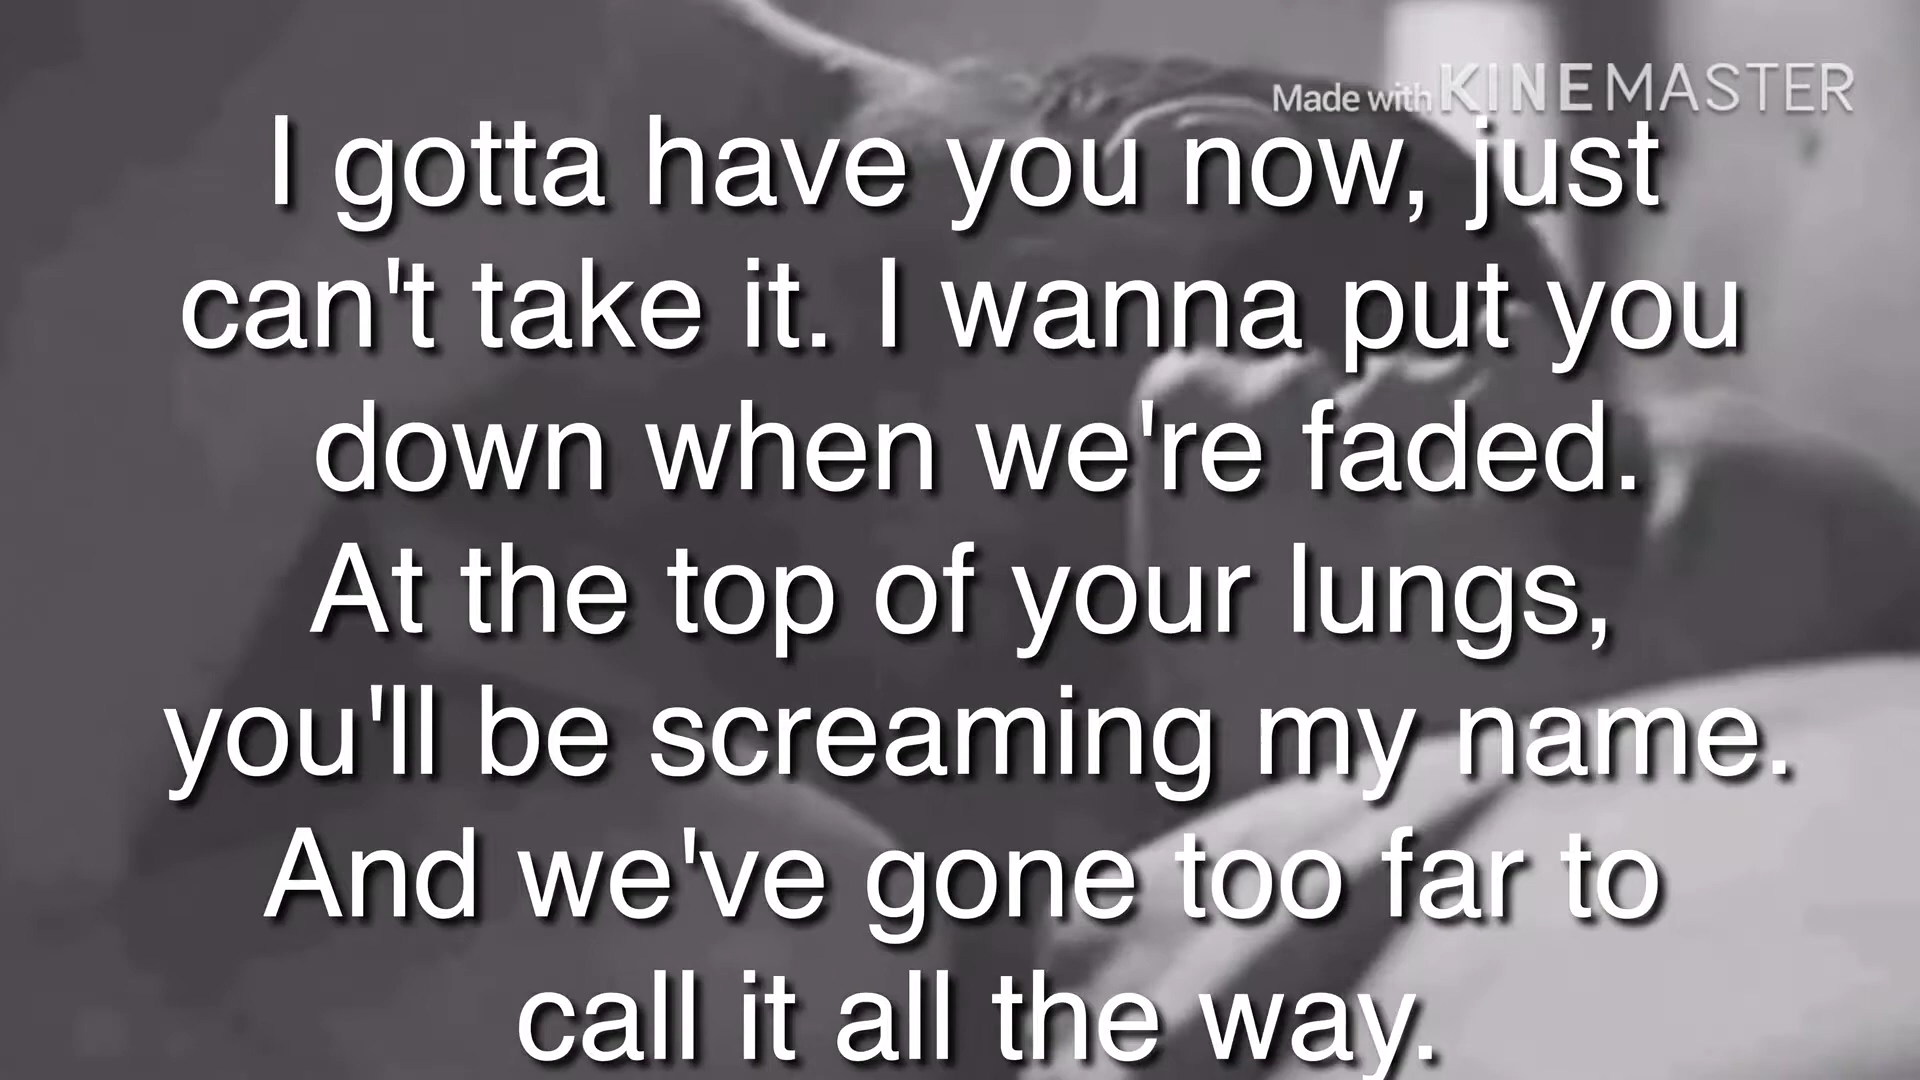 Made with KINEMASTER
I gotta have you now, just
can't take it. I wanna put you
down when we're faded.
At the top of your lungs,
you'll be screaming my name.
And we've gone too far to
call it all the way.